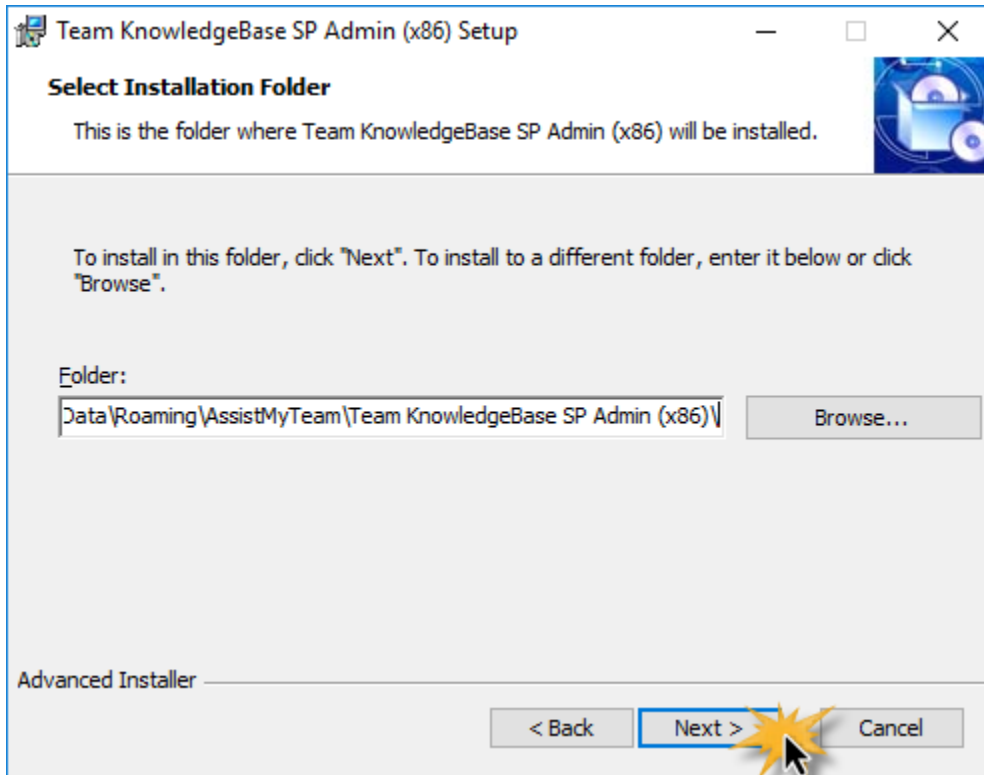 Team KnowledgeBase SP Admin (x86) Setup
Select Installation Folder
This is the folder where Team KnowledgeBase SP Admin (x86) will be installed.
To install in this folder, click "Next". To install to a different folder, enter it below or click
"Browse".
Folder:
Data\Roaming\AssistMyTeam\Team KnowledgeBase SP Admin (x86)\
Browse...
Advanced Installer
< Back
Next >
Cancel